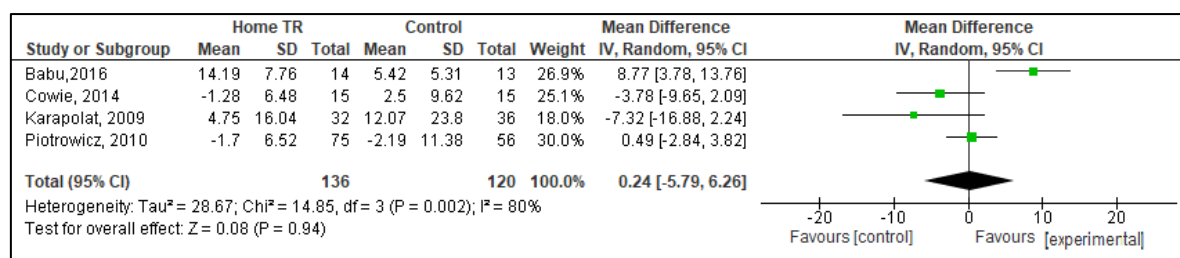 Home TR Control Mean Difference Mean Difference
Study or Subgroup Mean SD Total Mean SD Total Weight IV, Random, 95% CI IV, Random, 95% CI
Babu,2016 14.19 7.76 14 5.42 5.31 13 26.9% 8.77 [3.78, 13.76]
Cowie, 2014 -1.28 6.48 15 2.5 9.62 15 25.1% -3.78 [-9.65, 2.09]
Karapolat, 2009 4.75 16.04 32 12.07 23.8 36 18.0% -7.32 [-16.88, 2.24]
Piotrowicz, 2010 -1.7 6.52 75 -2.19 11.38 56 30.0% 0.49 [-2.84, 3.82]
Total (95% CI) 136 120 100.0% 0.24 [-5.79, 6.26]
Heterogeneity: Tau² = 28.67; Chi² = 14.85, df = 3 (P = 0.002); I² = 80%
Test for overall effect: Z = 0.08 (P = 0.94)
-20 -10 0 10 20
Favours [control] Favours [experimental]